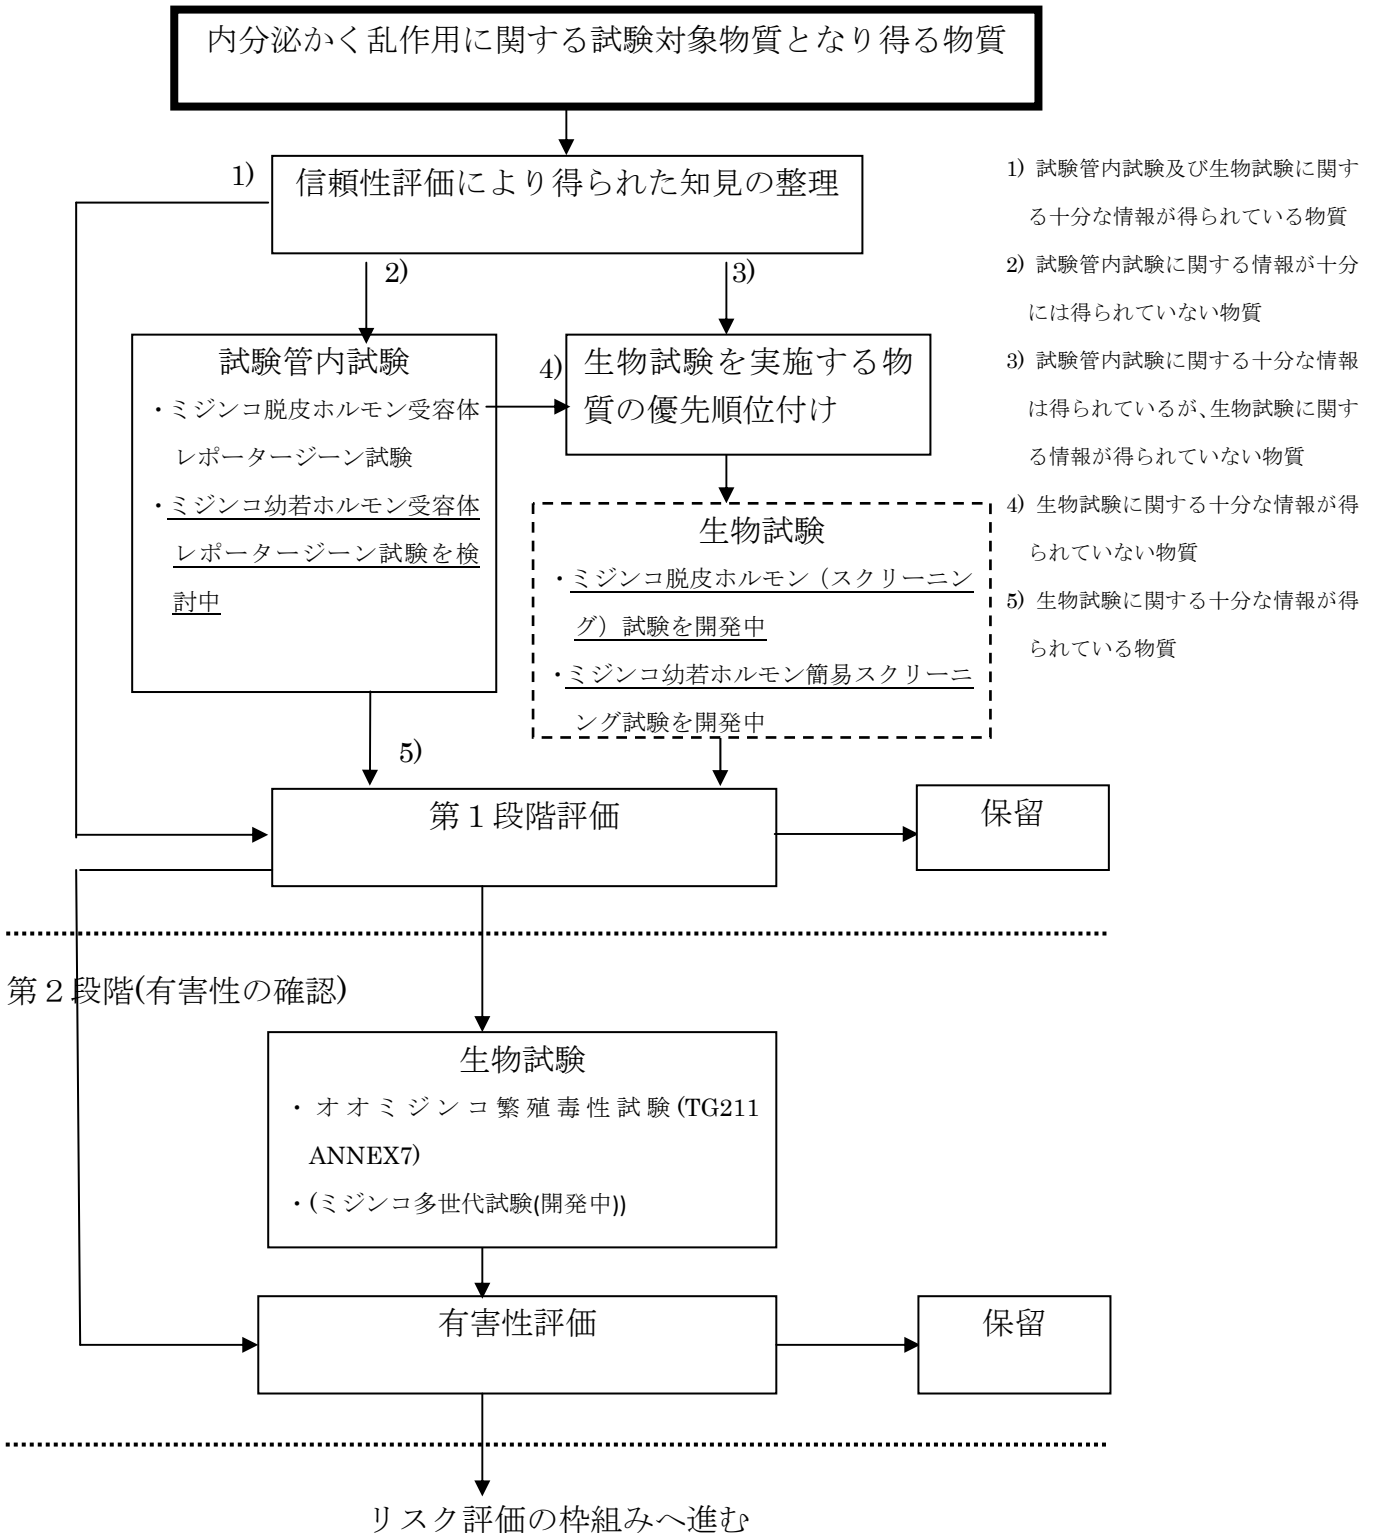 内分泌かく乱作用に関する試験対象物質となり得る物質
1)
信頼性評価により得られた知見の整理
2)
3)
1) 試験管内試験及び生物試験に関す
る十分な情報が得られている物質
2) 試験管内試験に関する情報が十分
には得られていない物質
3) 試験管内試験に関する十分な情報
は得られているが、生物試験に関す
る情報が得られていない物質
4) 生物試験に関する十分な情報が得
られていない物質
5) 生物試験に関する十分な情報が得
られている物質
試験管内試験
・ミジンコ脱皮ホルモン受容体
レポータージーン試験
・ミジンコ幼若ホルモン受容体
レポータージーン試験を検
討中
4)
生物試験を実施する物
質の優先順位付け
生物試験
・ミジンコ脱皮ホルモン（スクリーニン
グ）試験を開発中
・ミジンコ幼若ホルモン簡易スクリーニ
ング試験を開発中
5)
第１段階評価
保留
第２段階(有害性の確認)
生物試験
・オオミジンコ繁殖毒性試験(TG211
ANNEX7)
・(ミジンコ多世代試験(開発中))
有害性評価
保留
リスク評価の枠組みへ進む